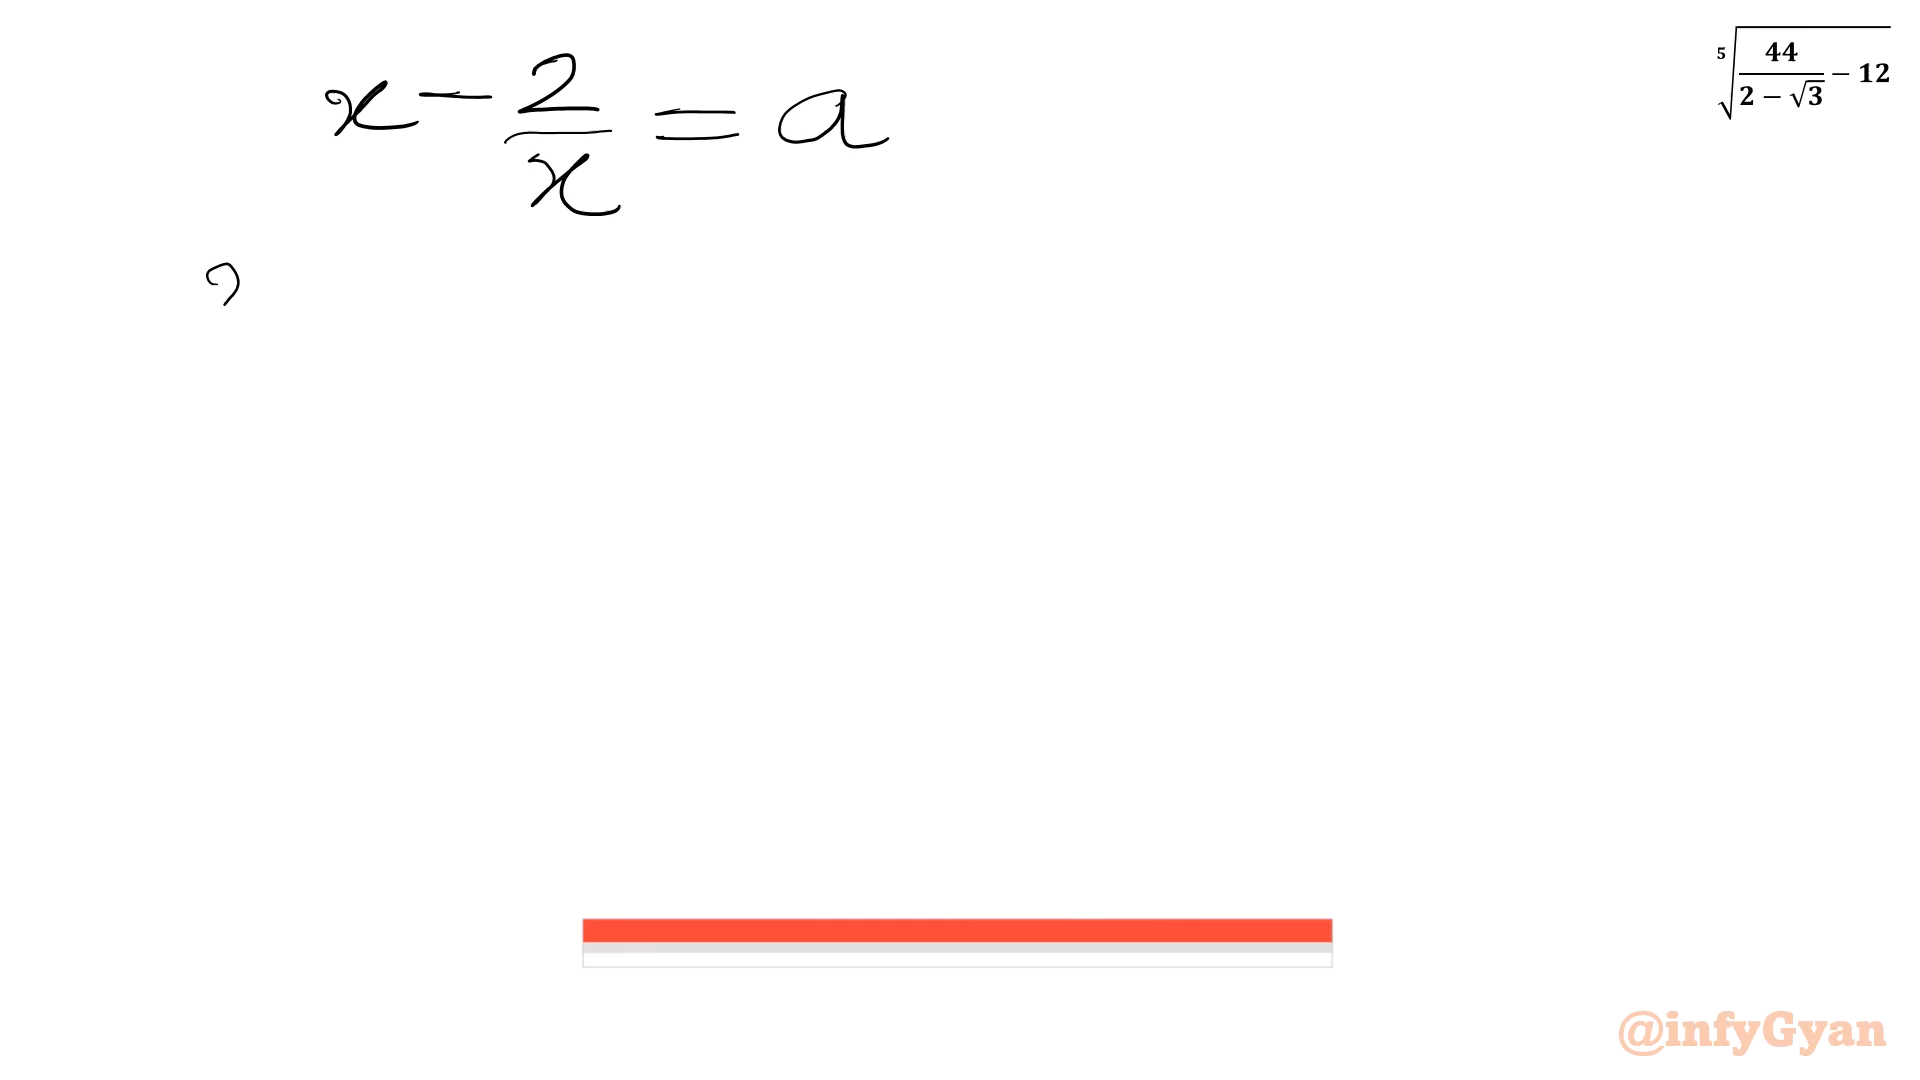 x - 2/x = a
⁵√(44/(2 - √3) - 12)
@infyGyan